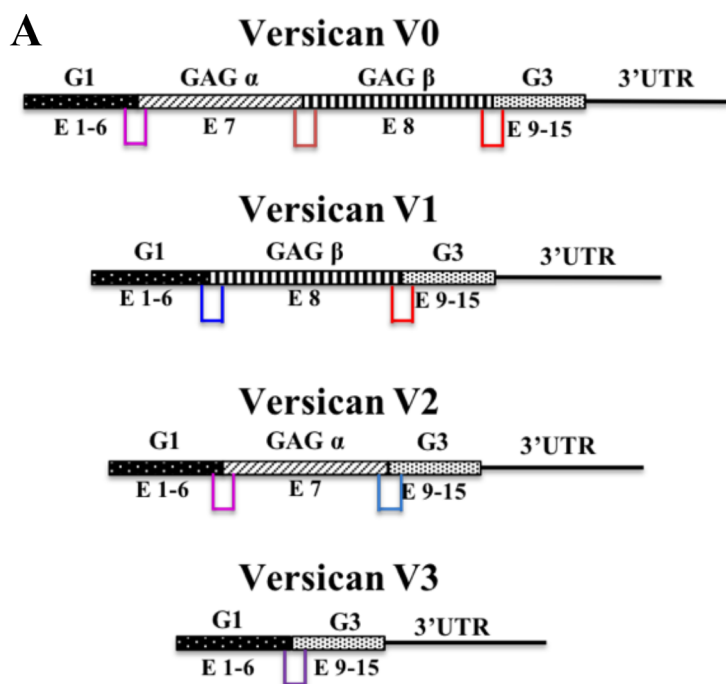 A
Versican V0
G1 GAG α GAG β G3 3’UTR
E 1-6 E 7 E 8 E 9-15
Versican V1
G1 GAG β G3 3’UTR
E 1-6 E 8 E 9-15
Versican V2
G1 GAG α G3 3’UTR
E 1-6 E 7 E 9-15
Versican V3
G1 G3 3’UTR
E 1-6 E 9-15